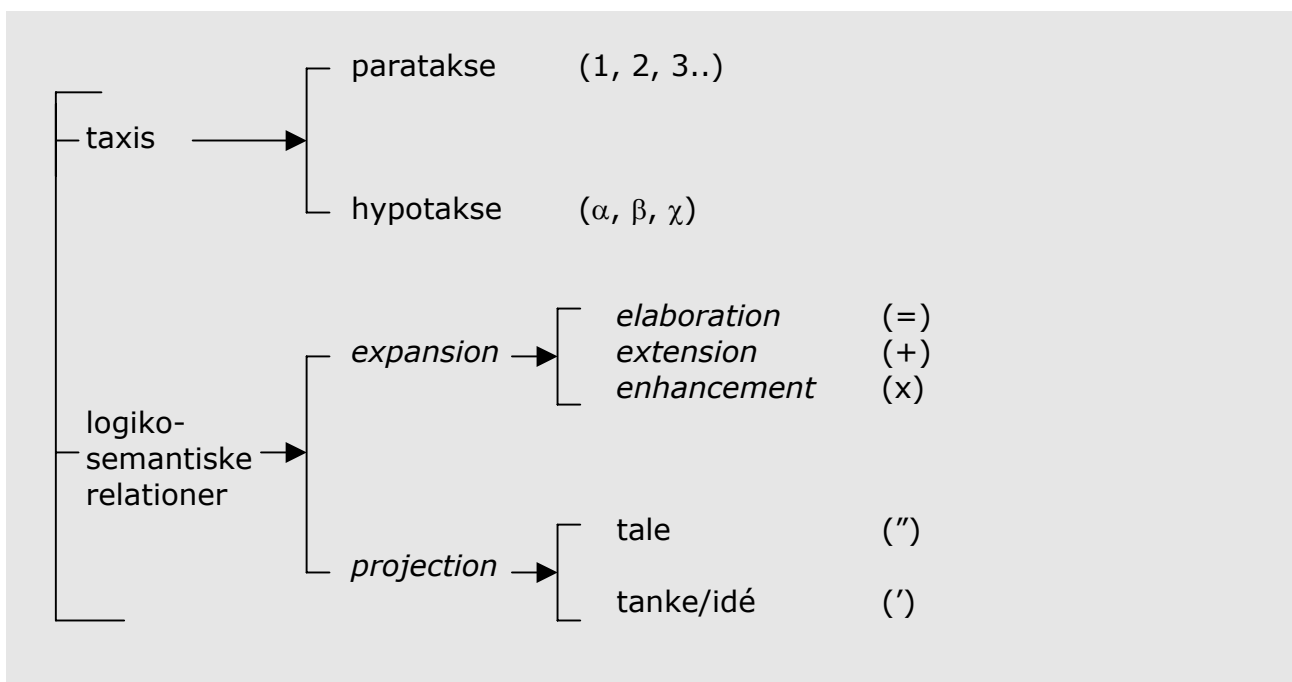 paratakse (1, 2, 3..)
taxis
hypotakse (α, β, χ)
elaboration (=)
expansion extension (+)
enhancement (x)
logiko-
semantiske
relationer
tale (″)
projection
tanke/idé (′)